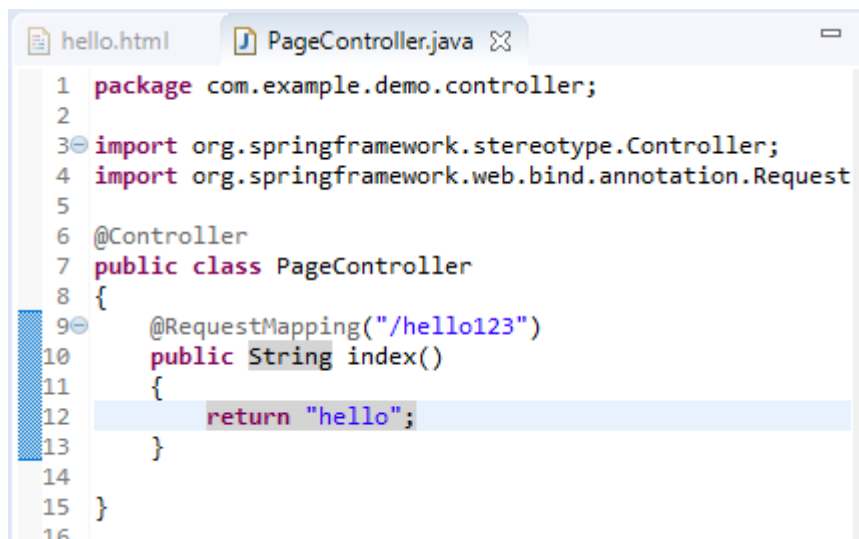 hello.html PageController.java
1 package com.example.demo.controller;
2
3 import org.springframework.stereotype.Controller;
4 import org.springframework.web.bind.annotation.Request
5
6 @Controller
7 public class PageController
8 {
9 @RequestMapping("/hello123")
10 public String index()
11 {
12 return "hello";
13 }
14
15 }
16